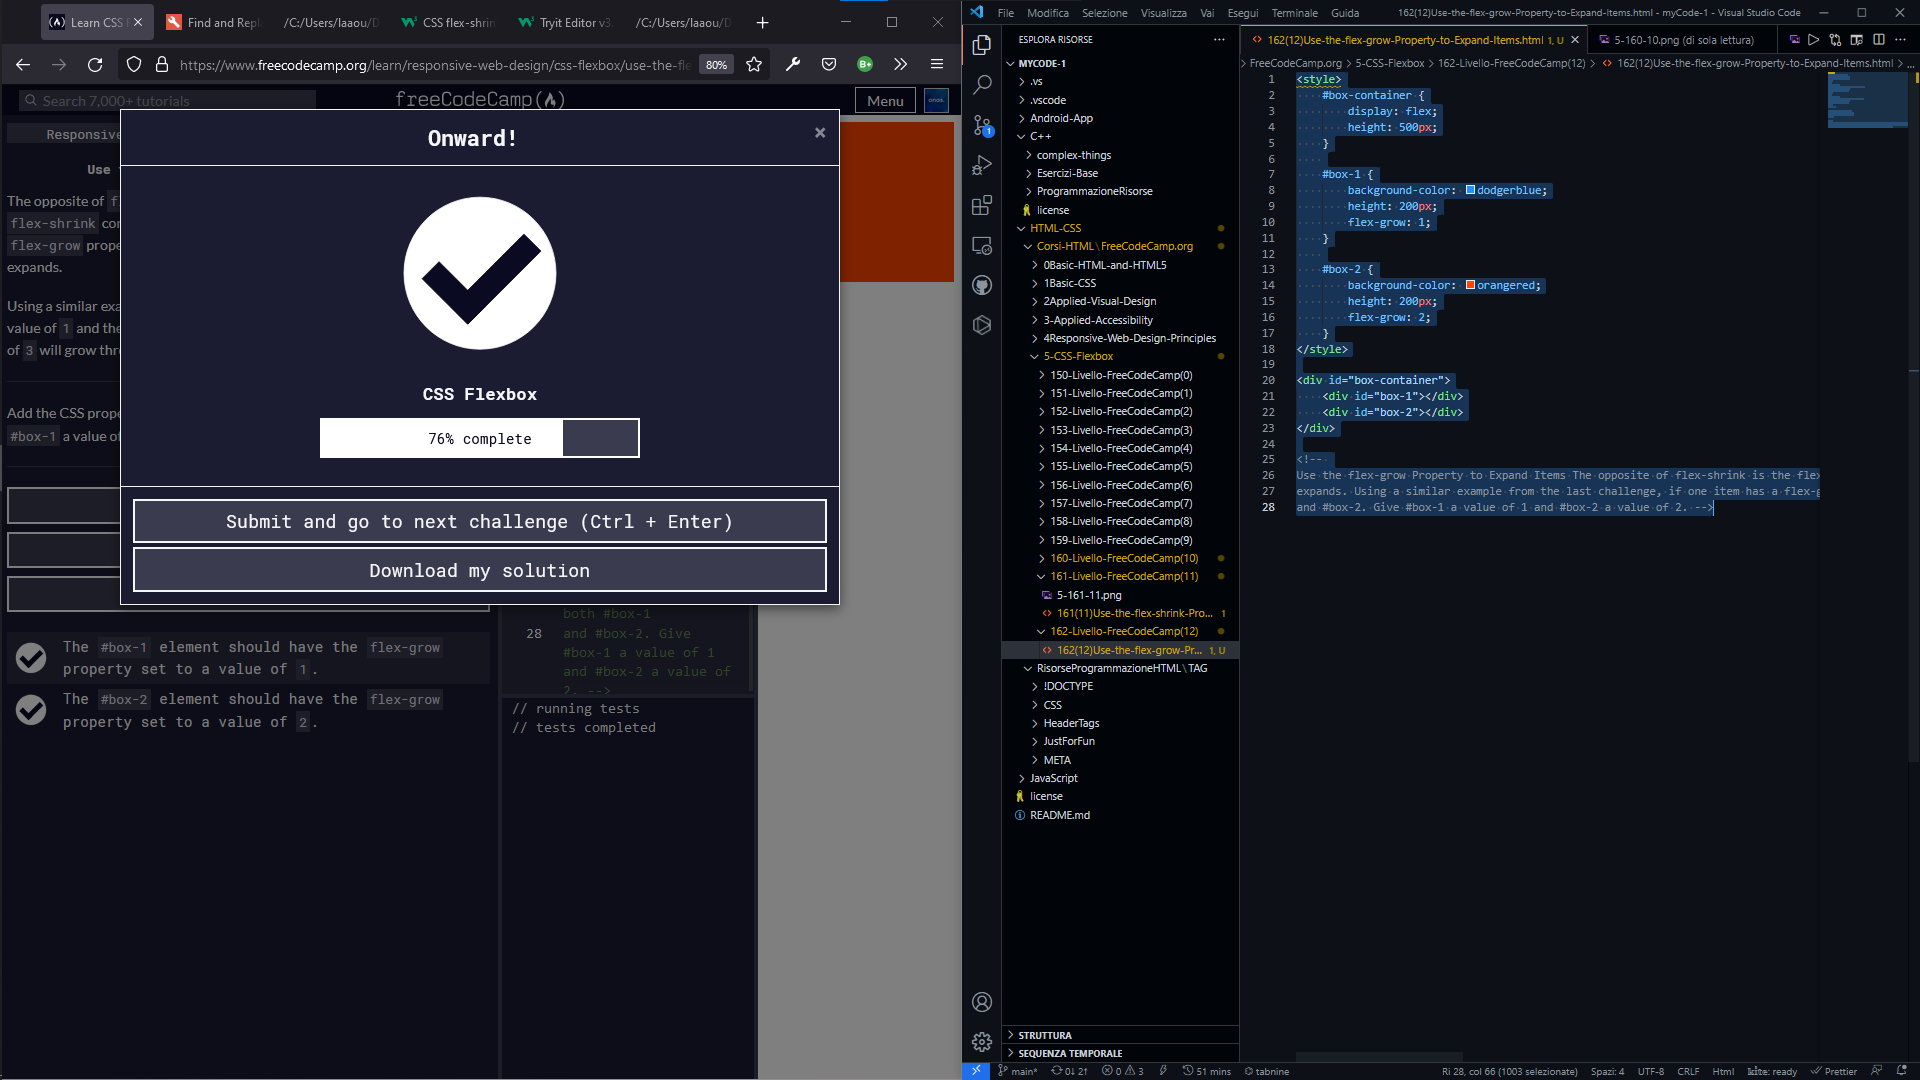 Learn CSS F
Find and Repl
/C:/Users/laaou/D
CSS flex-shrin
Tryit Editor v3.
/C:/Users/laaou/D
https://www.freecodecamp.org/learn/responsive-web-design/css-flexbox/use-the-fle
80%
Search 7,000+ tutorials
freeCodeCamp
Menu
Responsive
Use
The opposite of
flex-shrink con
flex-grow prope
expands.
Using a similar exa
value of 1 and the
of 3 will grow thr
Add the CSS prope
#box-1 a value of
Onward!
CSS Flexbox
76% complete
Submit and go to next challenge (Ctrl + Enter)
Download my solution
The #box-1 element should have the flex-grow
property set to a value of 1.
The #box-2 element should have the flex-grow
property set to a value of 2.
both #box-1
28 and #box-2. Give
#box-1 a value of 1
and #box-2 a value of
2. -->
// running tests
// tests completed
File Modifica Selezione Visualizza Vai Esegui Terminale Guida
162(12)Use-the-flex-grow-Property-to-Expand-Items.html - myCode-1 - Visual Studio Code
ESPLORA RISORSE
MYCODE-1
.vs
.vscode
Android-App
C++
complex-things
Esercizi-Base
ProgrammazioneRisorse
license
HTML-CSS
Corsi-HTML\FreeCodeCamp.org
0Basic-HTML-and-HTML5
1Basic-CSS
2Applied-Visual-Design
3-Applied-Accessibility
4Responsive-Web-Design-Principles
5-CSS-Flexbox
150-Livello-FreeCodeCamp(0)
151-Livello-FreeCodeCamp(1)
152-Livello-FreeCodeCamp(2)
153-Livello-FreeCodeCamp(3)
154-Livello-FreeCodeCamp(4)
155-Livello-FreeCodeCamp(5)
156-Livello-FreeCodeCamp(6)
157-Livello-FreeCodeCamp(7)
158-Livello-FreeCodeCamp(8)
159-Livello-FreeCodeCamp(9)
160-Livello-FreeCodeCamp(10)
161-Livello-FreeCodeCamp(11)
5-161-11.png
161(11)Use-the-flex-shrink-Pro... 1
162-Livello-FreeCodeCamp(12)
162(12)Use-the-flex-grow-Pr... 1, U
RisorseProgrammazioneHTML\TAG
!DOCTYPE
CSS
HeaderTags
JustForFun
META
JavaScript
license
README.md
STRUTTURA
SEQUENZA TEMPORALE
162(12)Use-the-flex-grow-Property-to-Expand-Items.html 1, U
5-160-10.png (di sola lettura)
FreeCodeCamp.org > 5-CSS-Flexbox > 162-Livello-FreeCodeCamp(12) > 162(12)Use-the-flex-grow-Property-to-Expand-Items.html > ...
1 <style>
2 #box-container {
3 display: flex;
4 height: 500px;
5 }
6
7 #box-1 {
8 background-color: dodgerblue;
9 height: 200px;
10 flex-grow: 1;
11 }
12
13 #box-2 {
14 background-color: orangered;
15 height: 200px;
16 flex-grow: 2;
17 }
18 </style>
19
20 <div id="box-container">
21 <div id="box-1"></div>
22 <div id="box-2"></div>
23 </div>
24
25 <!--
26 Use the flex-grow Property to Expand Items The opposite of flex-shrink is the flex
27 expands. Using a similar example from the last challenge, if one item has a flex-g
28 and #box-2. Give #box-1 a value of 1 and #box-2 a value of 2. -->
main* 0↓ 2↑ 0 3 51 mins tabnine
Ri 28, col 66 (1003 selezionate) Spazi: 4 UTF-8 CRLF Html kite: ready Prettier